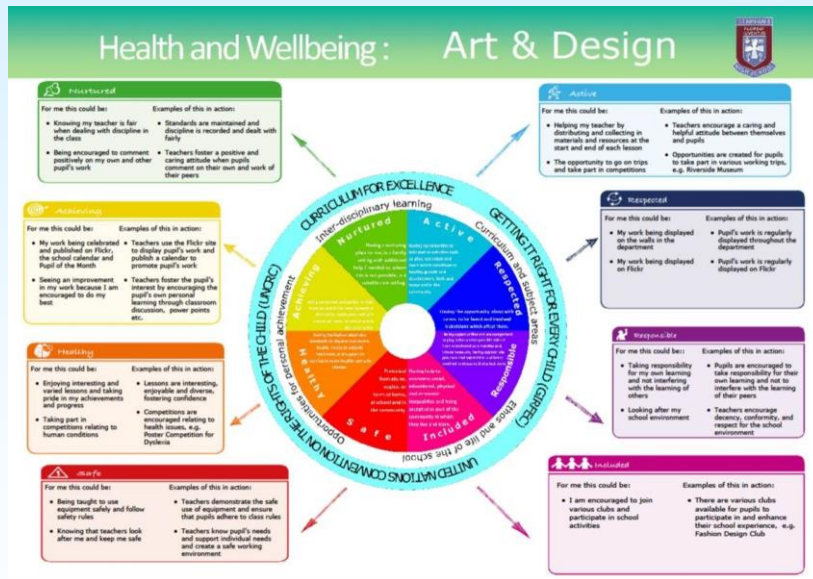 Health and Wellbeing : Art & Design
Nurtured
For me this could be:
• Knowing my teacher is fair
when dealing with discipline in
the class
• Being encouraged to comment
positively on my own and other
pupil's work
Examples of this in action:
• Standards are maintained and
discipline is recorded and dealt with
fairly
• Teachers foster a positive and
caring attitude when pupils
comment on their own and work of
their peers
Active
For me this could be:
• Helping my teacher by
distributing and collecting in
materials and resources at the
start and end of each lesson
• The opportunity to go on trips
and take part in competitions
Examples of this in action:
• Teachers encourage a caring and
helpful attitude between themselves
and pupils
• Opportunities are created for pupils
to take part in various working trips,
e.g. Riverside Museum
Achieving
For me this could be:
• My work being celebrated
and published on Flickr,
the school calendar and
Pupil of the Month
• Seeing an improvement
in my work because I am
encouraged to do my
best
Examples of this in action:
• Teachers use the Flickr site
to display pupil's work and
publish a calendar to
promote pupil's work
• Teachers foster the pupil's
interest by encouraging the
pupil's own personal
learning through classroom
discussion, power points
etc.
Respected
For me this could be:
• My work being displayed
on the walls in the
department
• My work being displayed
on Flickr
Examples of this in action:
• Pupil's work is regularly
displayed throughout the
department
• Pupil's work is regularly
displayed on Flickr
Healthy
For me this could be:
• Enjoying interesting and
varied lessons and taking
pride in my achievements
and progress
• Taking part in
competitions relating to
human conditions
Examples of this in action:
• Lessons are interesting,
enjoyable and diverse,
fostering confidence
• Competitions are
encouraged relating to
health issues, e.g.
Poster Competition for
Dyslexia
Responsible
For me this could be:
• Taking responsibility
for my own learning
and not interfering
with the learning of
others
• Looking after my
school environment
Examples of this in action:
• Pupils are encouraged to
take responsibility for their
own learning and not to
interfere with the learning
of their peers
• Teachers encourage
decency, conformity, and
respect for the school
environment
Safe
For me this could be:
• Being taught to use
equipment safely and follow
safety rules
• Knowing that teachers look
after me and keep me safe
Examples of this in action:
• Teachers demonstrate the safe
use of equipment and ensure
that pupils adhere to class rules
• Teachers know pupil's needs
and support individual needs
and create a safe working
environment
Included
For me this could be:
• I am encouraged to join
various clubs and
participate in school
activities
Examples of this in action:
• There are various clubs
available for pupils to
participate in and enhance
their school experience, e.g.
Fashion Design Club
CURRICULUM FOR EXCELLENCE
GETTING IT RIGHT FOR EVERY CHILD (GIRFEC)
UNITED NATIONS CONVENTION ON THE RIGHTS OF THE CHILD (UNCRC)
Inter-disciplinary learning
Curriculum and subject areas
Ethos and life of the school
Opportunities for personal achievement
Nurtured
Active
Respected
Responsible
Included
Safe
Healthy
Achieving